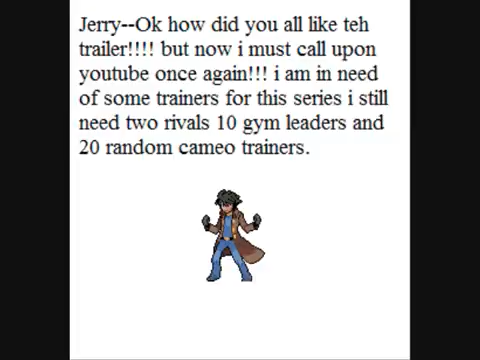 Jerry--Ok how did you all like teh
trailer!!!! but now i must call upon
youtube once again!!! i am in need
of some trainers for this series i still
need two rivals 10 gym leaders and
20 random cameo trainers.